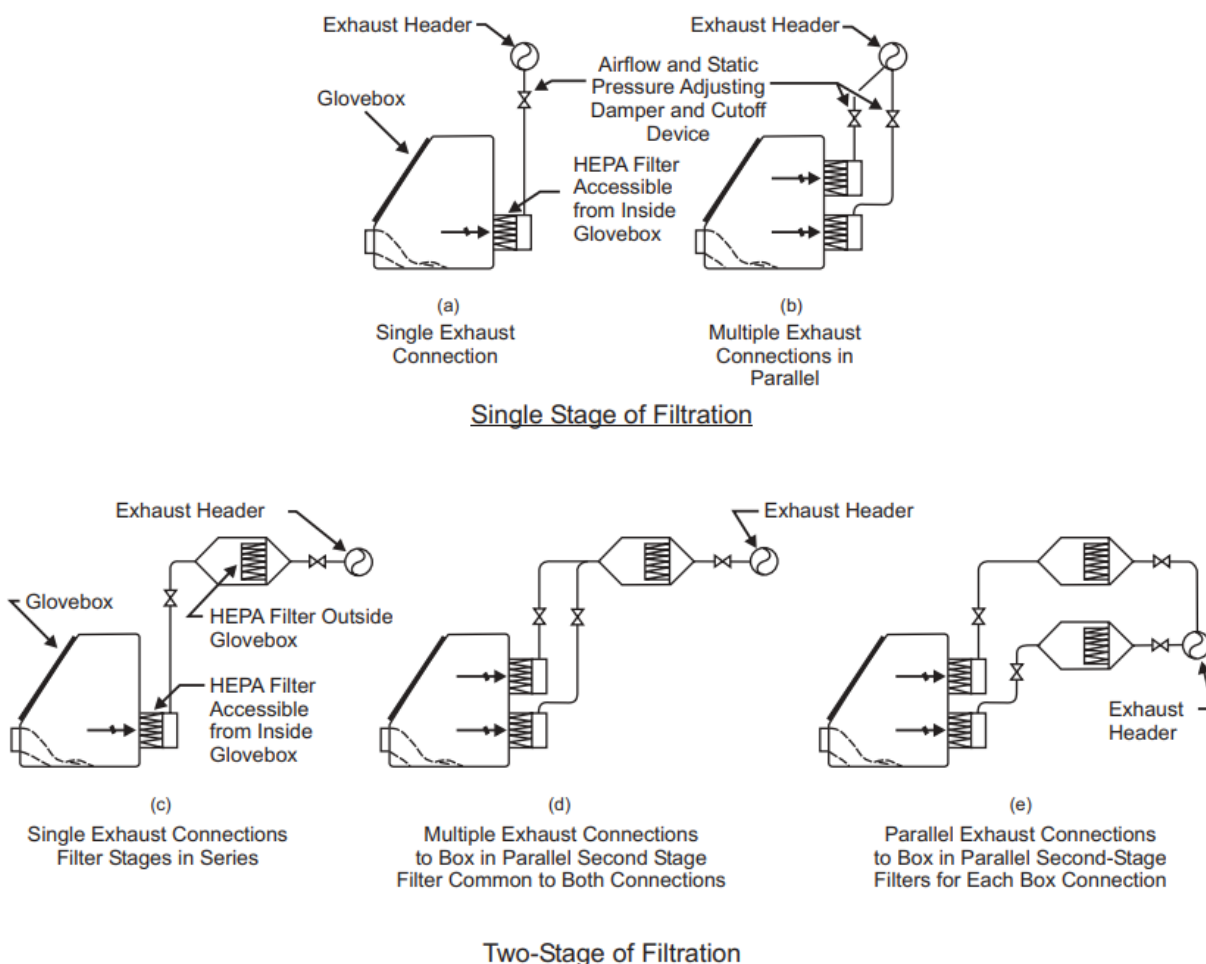 Exhaust Header
Exhaust Header
Airflow and Static
Pressure Adjusting
Damper and Cutoff
Device
Glovebox
HEPA Filter
Accessible
from Inside
Glovebox
(a)
Single Exhaust
Connection
(b)
Multiple Exhaust
Connections in
Parallel
Single Stage of Filtration
Exhaust Header
Glovebox
HEPA Filter Outside
Glovebox
HEPA Filter
Accessible
from Inside
Glovebox
(c)
Single Exhaust Connections
Filter Stages in Series
Exhaust Header
(d)
Multiple Exhaust Connections
to Box in Parallel Second Stage
Filter Common to Both Connections
Exhaust
Header
(e)
Parallel Exhaust Connections
to Box in Parallel Second-Stage
Filters for Each Box Connection
Two-Stage of Filtration